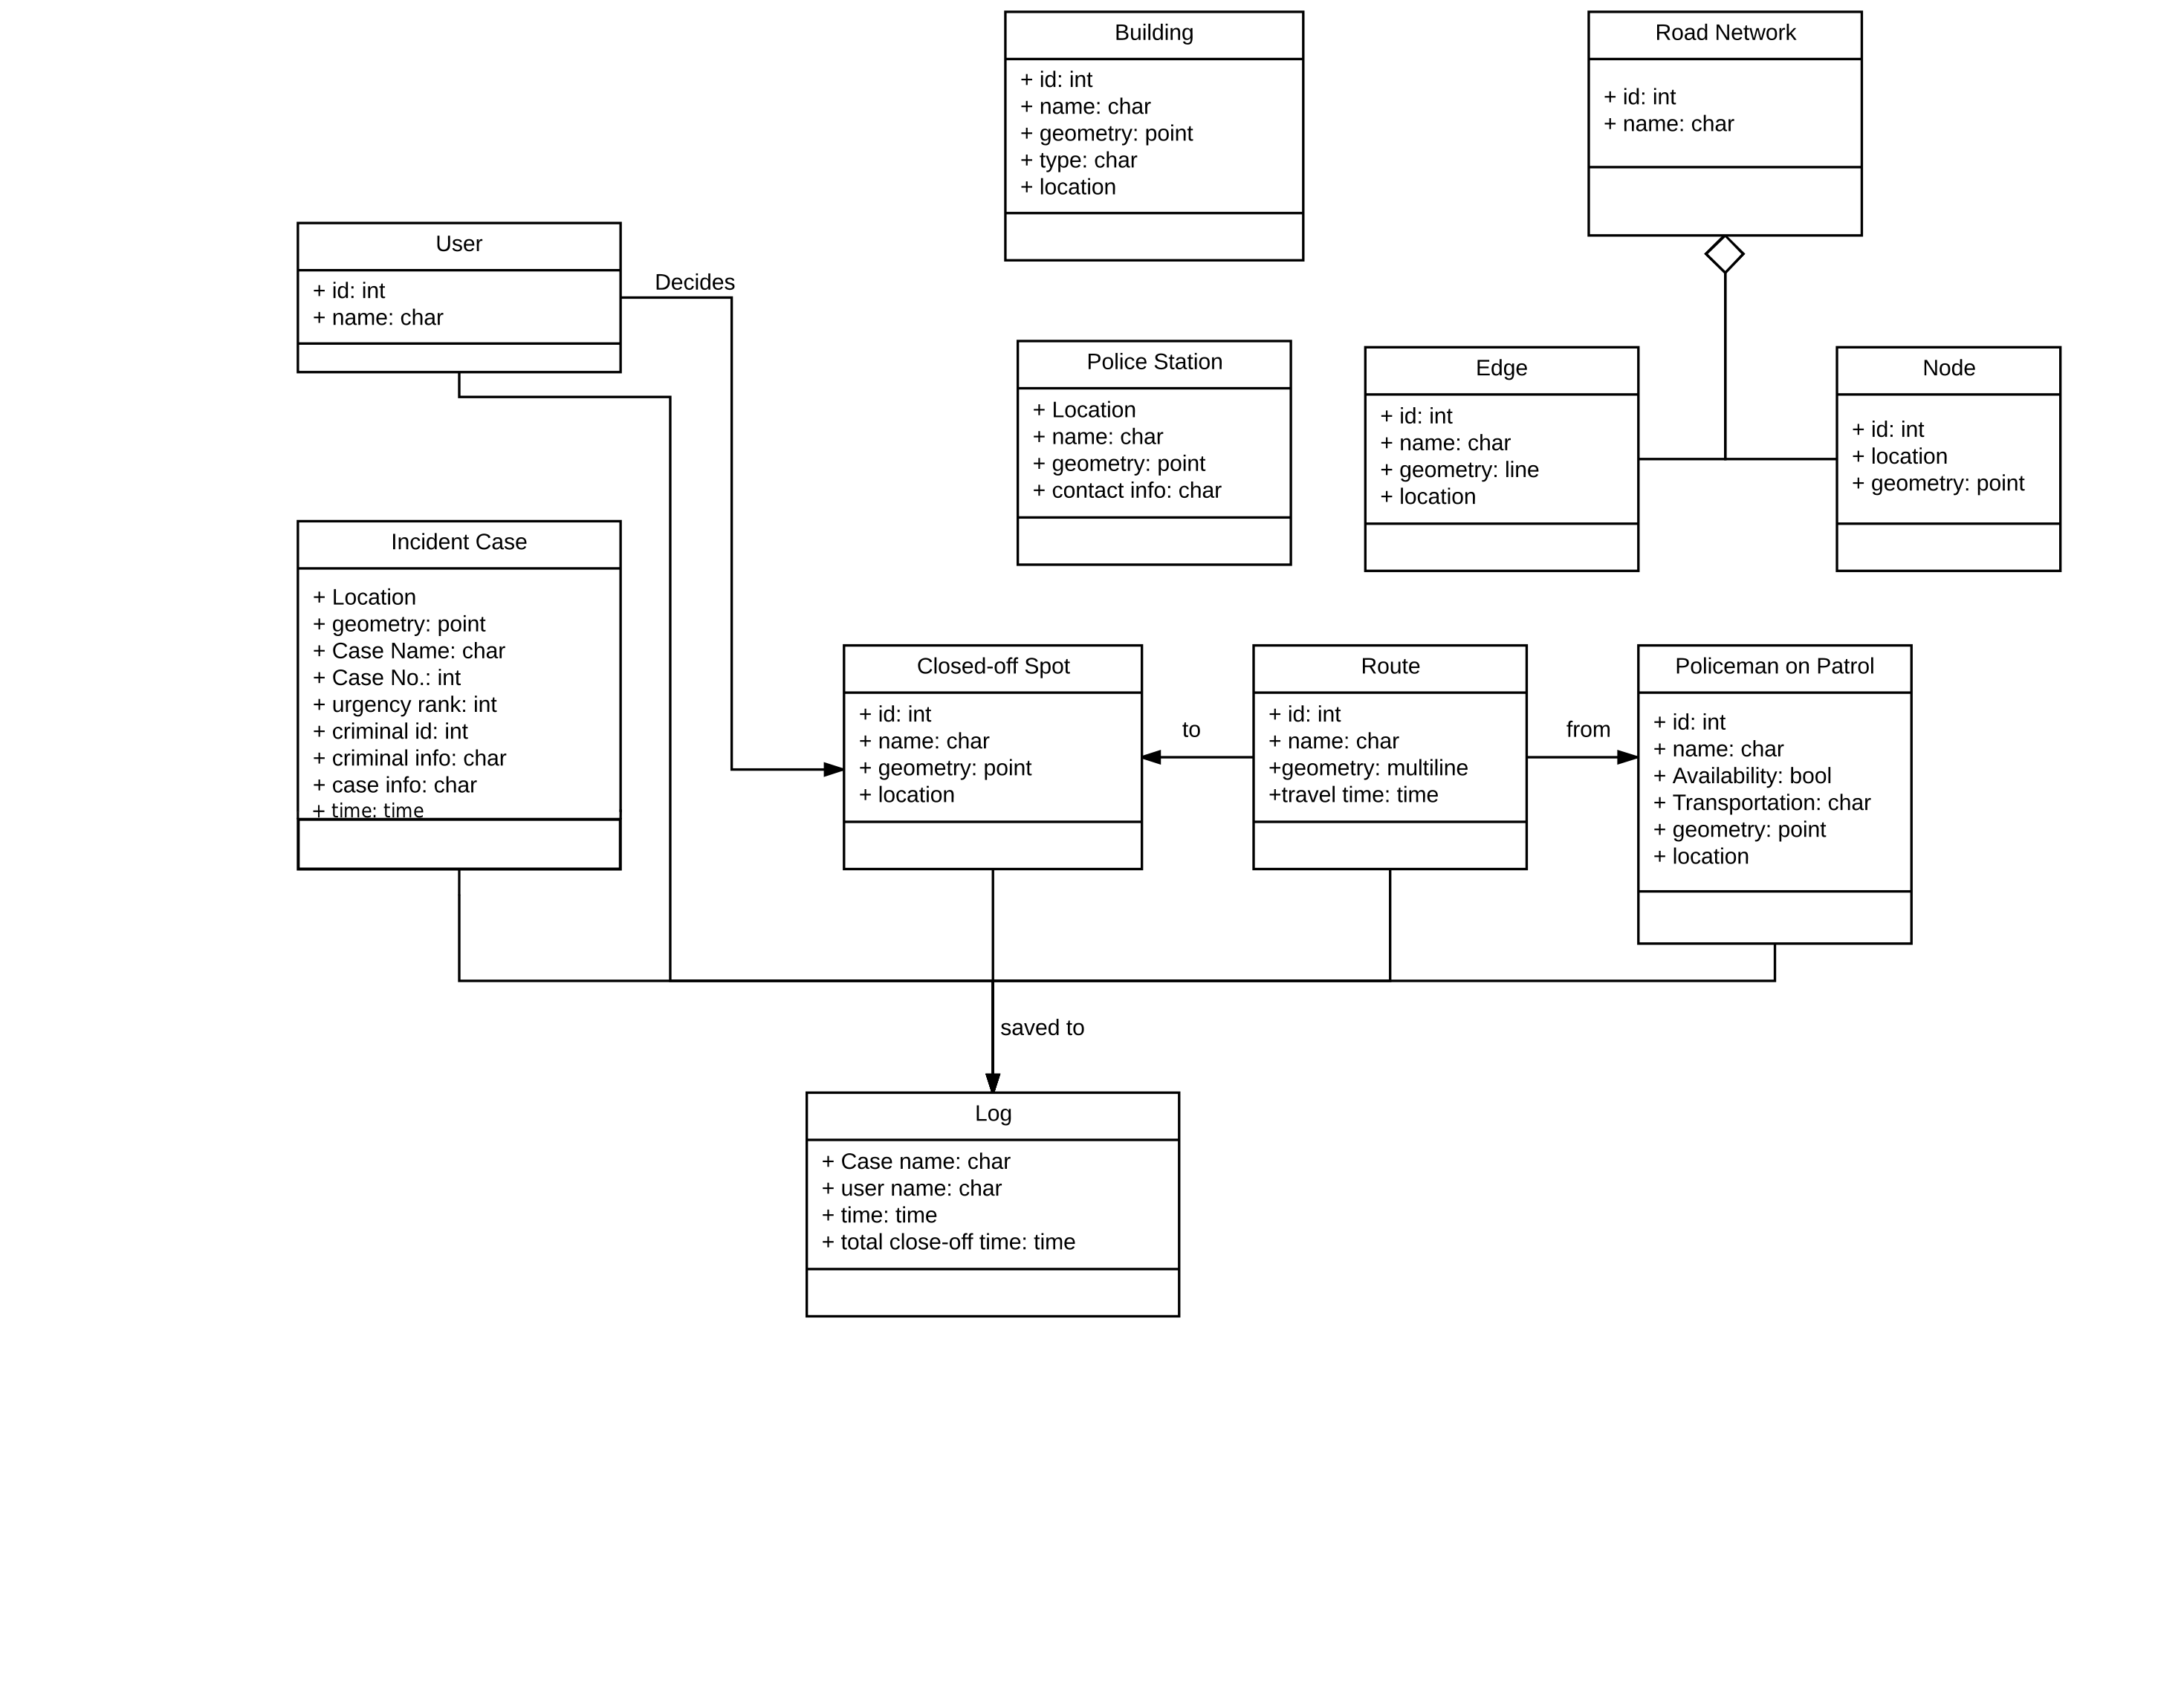 Building
+ id: int
+ name: char
+ geometry: point
+ type: char
+ location
Road Network
+ id: int
+ name: char
User
+ id: int
+ name: char
Decides
Police Station
+ Location
+ name: char
+ geometry: point
+ contact info: char
Edge
+ id: int
+ name: char
+ geometry: line
+ location
Node
+ id: int
+ location
+ geometry: point
Incident Case
+ Location
+ geometry: point
+ Case Name: char
+ Case No.: int
+ urgency rank: int
+ criminal id: int
+ criminal info: char
+ case info: char
+ time: time
Closed-off Spot
+ id: int
+ name: char
+ geometry: point
+ location
to
Route
+ id: int
+ name: char
+geometry: multiline
+travel time: time
from
Policeman on Patrol
+ id: int
+ name: char
+ Availability: bool
+ Transportation: char
+ geometry: point
+ location
saved to
Log
+ Case name: char
+ user name: char
+ time: time
+ total close-off time: time